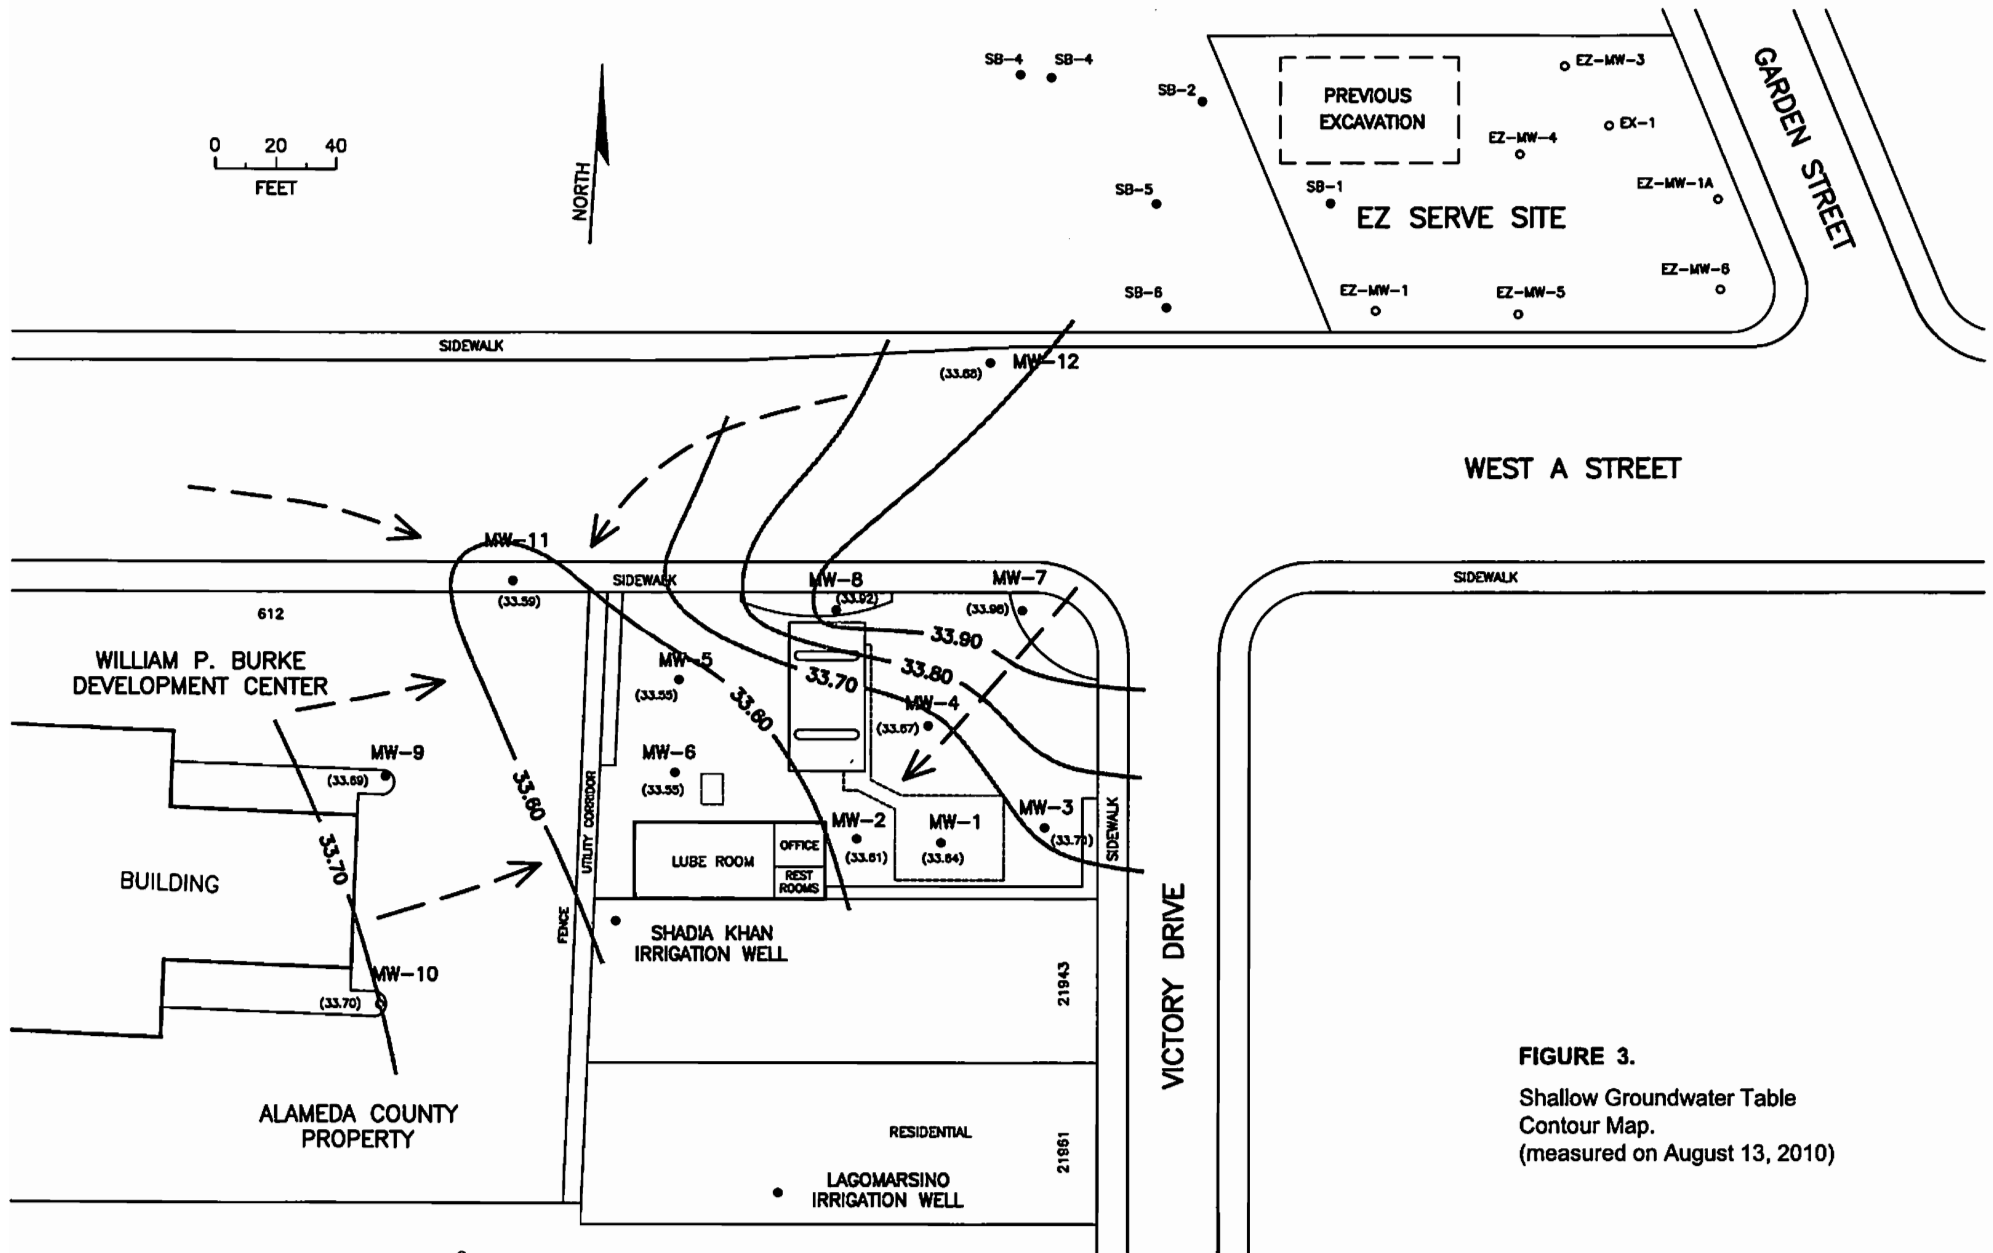 SB-4
SB-4
SB-2
PREVIOUS
EXCAVATION
EZ-MW-3
EX-1
EZ-MW-4
GARDEN STREET
0 20 40
FEET
NORTH
SB-5
SB-1
EZ-MW-1A
EZ SERVE SITE
SB-6
EZ-MW-1
EZ-MW-5
EZ-MW-6
SIDEWALK
MW-12
WEST A STREET
MW-11
(33.59)
SIDEWALK
MW-8
(33.92)
MW-7
SIDEWALK
612
33.90
WILLIAM P. BURKE
DEVELOPMENT CENTER
MW-5
(33.55)
33.80
33.70
33.60
MW-4
(33.67)
MW-9
MW-6
(33.55)
33.60
UTILITY CORRIDOR
MW-2
(33.61)
MW-1
(33.64)
MW-3
SIDEWALK
33.70
BUILDING
LUBE ROOM
OFFICE
REST
ROOMS
FENCE
SHADIA KHAN
IRRIGATION WELL
VICTORY DRIVE
MW-10
(33.70)
21943
FIGURE 3.
Shallow Groundwater Table
Contour Map.
(measured on August 13, 2010)
ALAMEDA COUNTY
PROPERTY
RESIDENTIAL
21961
LAGOMARSINO
IRRIGATION WELL